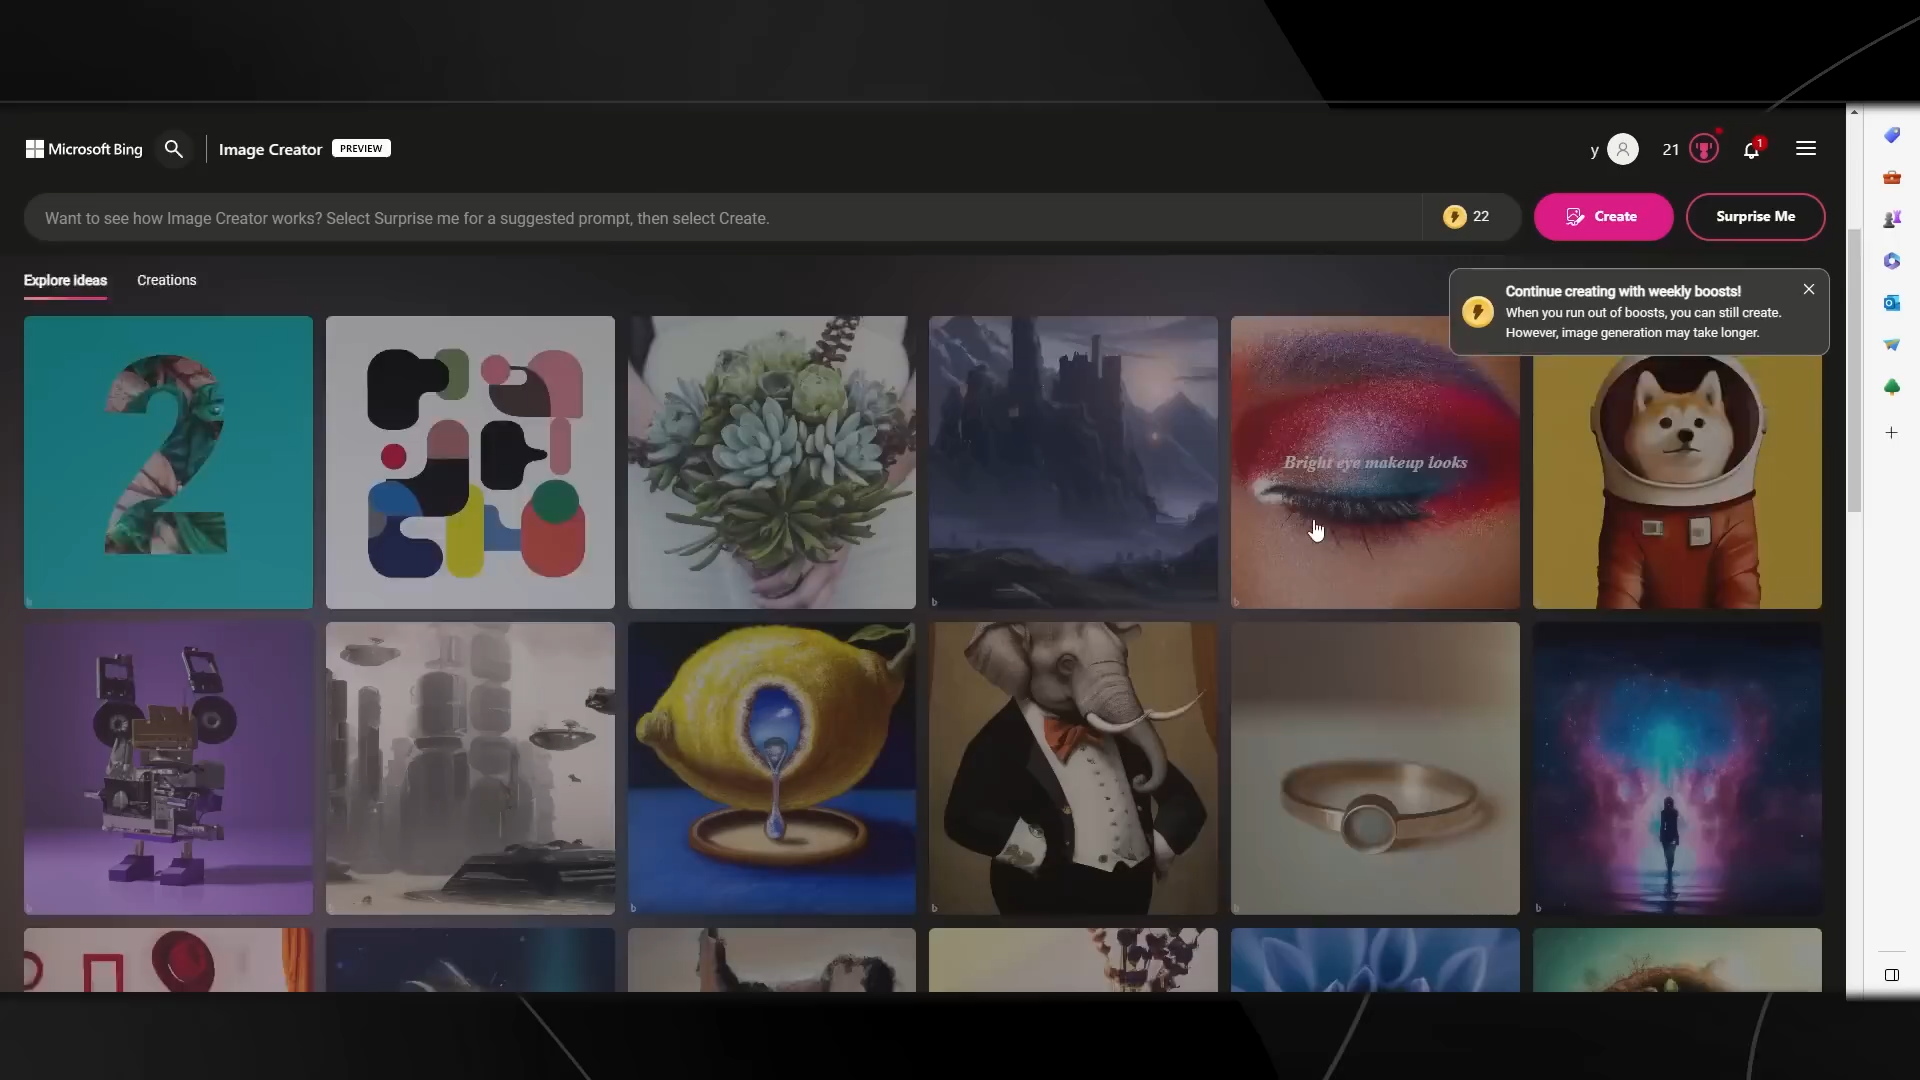 Microsoft Bing
Image Creator
PREVIEW
y
21
1
Want to see how Image Creator works? Select Surprise me for a suggested prompt, then select Create.
22
Create
Surprise Me
Explore ideas
Creations
Continue creating with weekly boosts!
When you run out of boosts, you can still create.
However, image generation may take longer.
2
Bright eye makeup looks